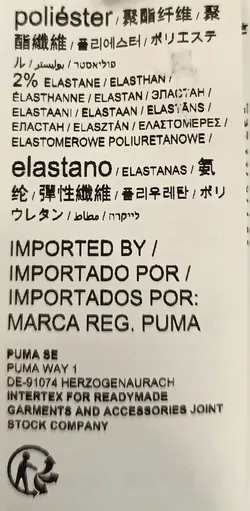 poliéster / 聚酯纤维 / 聚
酯纖維 / 폴리에스터 / ポリエステ
ル / بوليستر / פוליאסטר
2% ELASTANE / ELASTHAN /
ÉLASTHANNE / ELASTAN / ЭЛАСТАН /
ELASTAANI / ELASTAAN / ELASTĀNS /
ΕΛΑСТАН / ELASZTÁN / ΕΛΑΣΤΟΜΕΡΕΣ /
ELASTOMEROWE POLIURETANOWE /
elastano / ELASTANAS / 氨
纶 / 彈性纖維 / 폴리우레탄 / ポリ
ウレタン / مطاط / לייקרה
IMPORTED BY /
IMPORTADO POR /
IMPORTADOS POR:
MARCA REG. PUMA
PUMA SE
PUMA WAY 1
DE-91074 HERZOGENAURACH
INTERTEX FOR READYMADE
GARMENTS AND ACCESSORIES JOINT
STOCK COMPANY